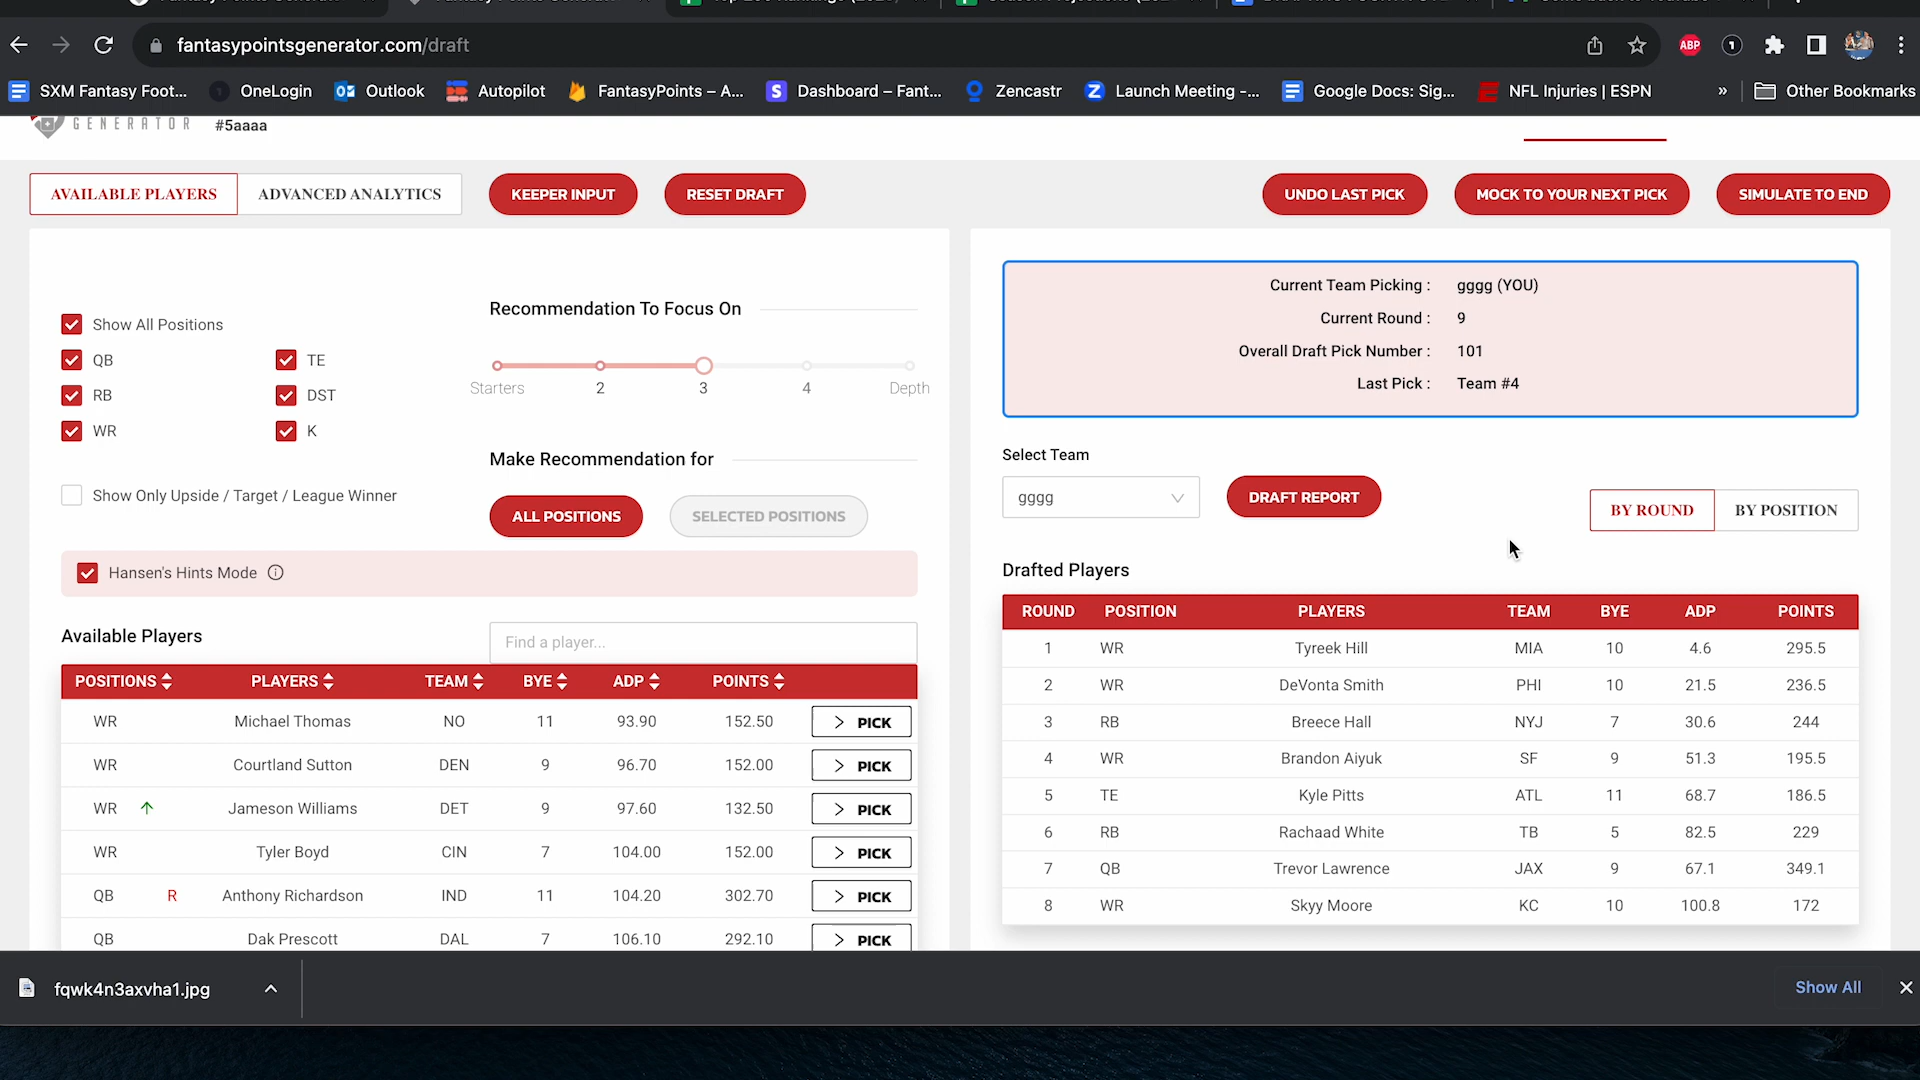 fantasypointsgenerator.com/draft
ABP
SXM Fantasy Foot...
OneLogin
Outlook
Autopilot
FantasyPoints – A...
Dashboard – Fant...
Zencastr
Launch Meeting -...
Google Docs: Sig...
NFL Injuries | ESPN
»
Other Bookmarks
GENERATOR
#5aaaa
AVAILABLE PLAYERS
ADVANCED ANALYTICS
KEEPER INPUT
RESET DRAFT
UNDO LAST PICK
MOCK TO YOUR NEXT PICK
SIMULATE TO END
Show All Positions
QB
TE
RB
DST
WR
K
Show Only Upside / Target / League Winner
Recommendation To Focus On
Starters 2 3 4 Depth
Make Recommendation for
ALL POSITIONS
SELECTED POSITIONS
Hansen's Hints Mode
Available Players
Find a player...
POSITIONS PLAYERS TEAM BYE ADP POINTS
WR Michael Thomas NO 11 93.90 152.50 > PICK
WR Courtland Sutton DEN 9 96.70 152.00 > PICK
WR Jameson Williams DET 9 97.60 132.50 > PICK
WR Tyler Boyd CIN 7 104.00 152.00 > PICK
QB R Anthony Richardson IND 11 104.20 302.70 > PICK
QB Dak Prescott DAL 7 106.10 292.10 > PICK
Current Team Picking : gggg (YOU)
Current Round : 9
Overall Draft Pick Number : 101
Last Pick : Team #4
Select Team
gggg
DRAFT REPORT
BY ROUND
BY POSITION
Drafted Players
ROUND POSITION PLAYERS TEAM BYE ADP POINTS
1 WR Tyreek Hill MIA 10 4.6 295.5
2 WR DeVonta Smith PHI 10 21.5 236.5
3 RB Breece Hall NYJ 7 30.6 244
4 WR Brandon Aiyuk SF 9 51.3 195.5
5 TE Kyle Pitts ATL 11 68.7 186.5
6 RB Rachaad White TB 5 82.5 229
7 QB Trevor Lawrence JAX 9 67.1 349.1
8 WR Skyy Moore KC 10 100.8 172
fqwk4n3axvha1.jpg
Show All